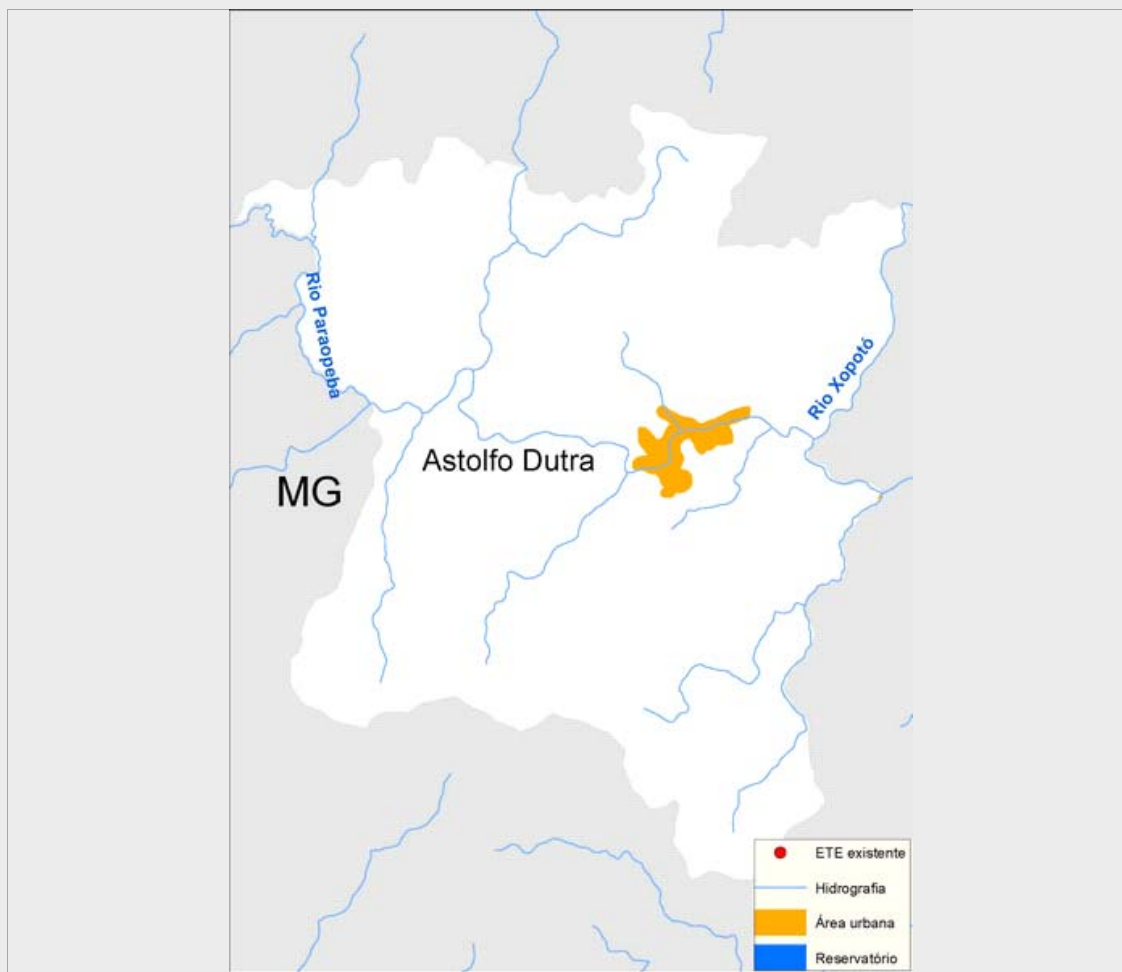 Rio Paraopeba
Rio Xopotó
Astolfo Dutra
MG
ETE existente
Hidrografia
Área urbana
Reservatório